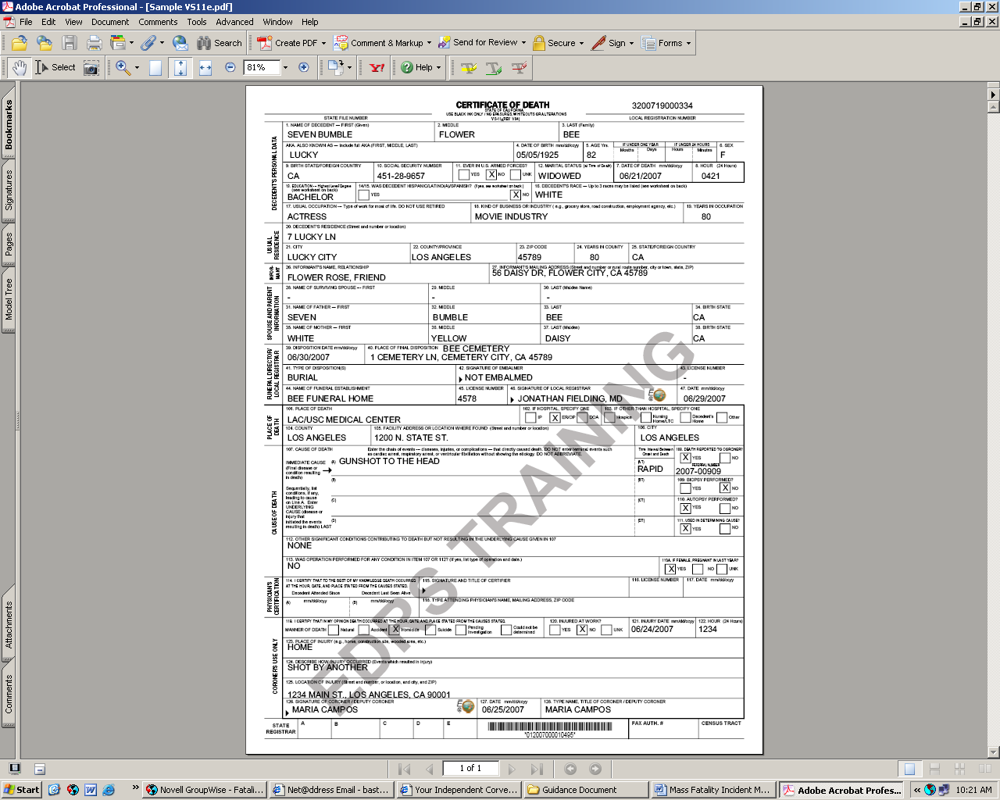 Adobe Acrobat Professional - [Sample VS11e.pdf]
File Edit View Document Comments Tools Advanced Window Help
Search Create PDF Comment & Markup Send for Review Secure Sign Forms
Select 81% Y! Help
Bookmarks
Signatures
Pages
Model Tree
Attachments
Comments
CERTIFICATE OF DEATH 3200719000334
STATE OF CALIFORNIA
STATE FILE NUMBER USE BLACK INK ONLY / NO ERASURES, WHITEOUTS OR ALTERATIONS LOCAL REGISTRATION NUMBER
DECEDENT'S PERSONAL DATA
1. NAME OF DECEDENT — FIRST (Given) 2. MIDDLE 3. LAST (Family)
SEVEN BUMBLE FLOWER BEE
AKA. ALSO KNOWN AS — Include full AKA (FIRST, MIDDLE, LAST) 4. DATE OF BIRTH mm/dd/ccyy 5. AGE Yrs. IF UNDER ONE YEAR IF UNDER 24 HOURS 6. SEX
Months Days Hours Minutes
LUCKY 05/05/1925 82 F
9. BIRTH STATE/FOREIGN COUNTRY 10. SOCIAL SECURITY NUMBER 11. EVER IN U.S. ARMED FORCES? 12. MARITAL STATUS (at Time of Death) 7. DATE OF DEATH mm/dd/ccyy 8. HOUR (24 Hours)
CA 451-28-9657 YES X NO UNK WIDOWED 06/21/2007 0421
13. EDUCATION — Highest Level/Degree 14/15. WAS DECEDENT HISPANIC/LATINO(A)/SPANISH? (If yes, see worksheet on back) 16. DECEDENT'S RACE — Up to 3 races may be listed (see worksheet on back)
(see worksheet on back)
BACHELOR YES X NO WHITE
17. USUAL OCCUPATION — Type of work for most of life. DO NOT USE RETIRED 18. KIND OF BUSINESS OR INDUSTRY ( e.g., grocery store, road construction, employment agency, etc.) 19. YEARS IN OCCUPATION
ACTRESS MOVIE INDUSTRY 80
USUAL RESIDENCE
20. DECEDENT'S RESIDENCE (Street and number or location)
7 LUCKY LN
21. CITY 22. COUNTY/PROVINCE 23. ZIP CODE 24. YEARS IN COUNTY 25. STATE/FOREIGN COUNTRY
LUCKY CITY LOS ANGELES 45789 80 CA
INFOR-MANT
26. INFORMANT'S NAME, RELATIONSHIP 27. INFORMANT'S MAILING ADDRESS (Street and number or rural route number, city or town, state, ZIP)
FLOWER ROSE, FRIEND 56 DAISY DR, FLOWER CITY, CA 45789
SPOUSE AND PARENT INFORMATION
28. NAME OF SURVIVING SPOUSE — FIRST 29. MIDDLE 30. LAST (Maiden Name)
- - -
31. NAME OF FATHER — FIRST 32. MIDDLE 33. LAST 34. BIRTH STATE
SEVEN BUMBLE BEE CA
35. NAME OF MOTHER — FIRST 36. MIDDLE 37. LAST (Maiden) 38. BIRTH STATE
WHITE YELLOW DAISY CA
FUNERAL DIRECTOR/ LOCAL REGISTRAR
39. DISPOSITION DATE mm/dd/ccyy 40. PLACE OF FINAL DISPOSITION BEE CEMETERY
06/30/2007 1 CEMETERY LN, CEMETERY CITY, CA 45789
41. TYPE OF DISPOSITION(S) 42. SIGNATURE OF EMBALMER 43. LICENSE NUMBER
BURIAL NOT EMBALMED -
44. NAME OF FUNERAL ESTABLISHMENT 45. LICENSE NUMBER 46. SIGNATURE OF LOCAL REGISTRAR 47. DATE mm/dd/ccyy
BEE FUNERAL HOME 4578 JONATHAN FIELDING, MD 06/29/2007
PLACE OF DEATH
101. PLACE OF DEATH 102. IF HOSPITAL, SPECIFY ONE 103. IF OTHER THAN HOSPITAL, SPECIFY ONE
LAC/USC MEDICAL CENTER IP X ER/OP DOA Hospice Nursing Home/LTC Decedent's Home Other
104. COUNTY 105. FACILITY ADDRESS OR LOCATION WHERE FOUND (Street and number or location) 106. CITY
LOS ANGELES 1200 N. STATE ST. LOS ANGELES
CAUSE OF DEATH
107. CAUSE OF DEATH Enter the chain of events — diseases, injuries, or complications — that directly caused death. DO NOT enter terminal events such Time Interval Between 108. DEATH REPORTED TO CORONER?
as cardiac arrest, respiratory arrest, or ventricular fibrillation without showing the etiology. DO NOT ABBREVIATE. Onset and Death
IMMEDIATE CAUSE (A) GUNSHOT TO THE HEAD (AT) X YES NO
(Final disease or condition resulting in death) RAPID REFERRAL NUMBER
2007-00909
(B) (BT) 109. BIOPSY PERFORMED?
YES X NO
Sequentially, list conditions, if any, leading to cause on Line A. Enter UNDERLYING CAUSE (disease or injury that initiated the events resulting in death) LAST
(C) (CT) 110. AUTOPSY PERFORMED?
X YES NO
(D) (DT) 111. USED IN DETERMINING CAUSE?
X YES NO
112. OTHER SIGNIFICANT CONDITIONS CONTRIBUTING TO DEATH BUT NOT RESULTING IN THE UNDERLYING CAUSE GIVEN IN 107
NONE
113. WAS OPERATION PERFORMED FOR ANY CONDITION IN ITEM 107 OR 112? (If yes, list type of operation and date.) 113A. IF FEMALE, PREGNANT IN LAST YEAR?
NO X YES NO UNK
PHYSICIAN'S CERTIFICATION
114. I CERTIFY THAT TO THE BEST OF MY KNOWLEDGE DEATH OCCURRED 115. SIGNATURE AND TITLE OF CERTIFIER 116. LICENSE NUMBER 117. DATE mm/dd/ccyy
AT THE HOUR, DATE, AND PLACE STATED FROM THE CAUSES STATED.
Decedent Attended Since Decedent Last Seen Alive
(A) mm/dd/ccyy (B) mm/dd/ccyy 118. TYPE ATTENDING PHYSICIAN'S NAME, MAILING ADDRESS, ZIP CODE
CORONER'S USE ONLY
119. I CERTIFY THAT IN MY OPINION DEATH OCCURRED AT THE HOUR, DATE, AND PLACE STATED FROM THE CAUSES STATED. 120. INJURED AT WORK? 121. INJURY DATE mm/dd/ccyy 122. HOUR (24 Hours)
MANNER OF DEATH Natural Accident X Homicide Suicide Pending Investigation Could not be determined YES X NO UNK 06/24/2007 1234
123. PLACE OF INJURY (e.g., home, construction site, wooded area, etc.)
HOME
124. DESCRIBE HOW INJURY OCCURRED (Events which resulted in injury)
SHOT BY ANOTHER
125. LOCATION OF INJURY (Street and number, or location, and city, and ZIP)
1234 MAIN ST., LOS ANGELES, CA 90001
126. SIGNATURE OF CORONER / DEPUTY CORONER 127. DATE mm/dd/ccyy 128. TYPE NAME, TITLE OF CORONER / DEPUTY CORONER
MARIA CAMPOS 06/25/2007 MARIA CAMPOS
STATE REGISTRAR A B C D E FAX AUTH. # CENSUS TRACT
*012007000010495*
EDRS TRAINING
1 of 1
Start Novell GroupWise - Fatali... Net@ddress Email - bast... Your Independent Corve... Guidance Document Mass Fatality Incident M... Adobe Acrobat Profes... 10:21 AM